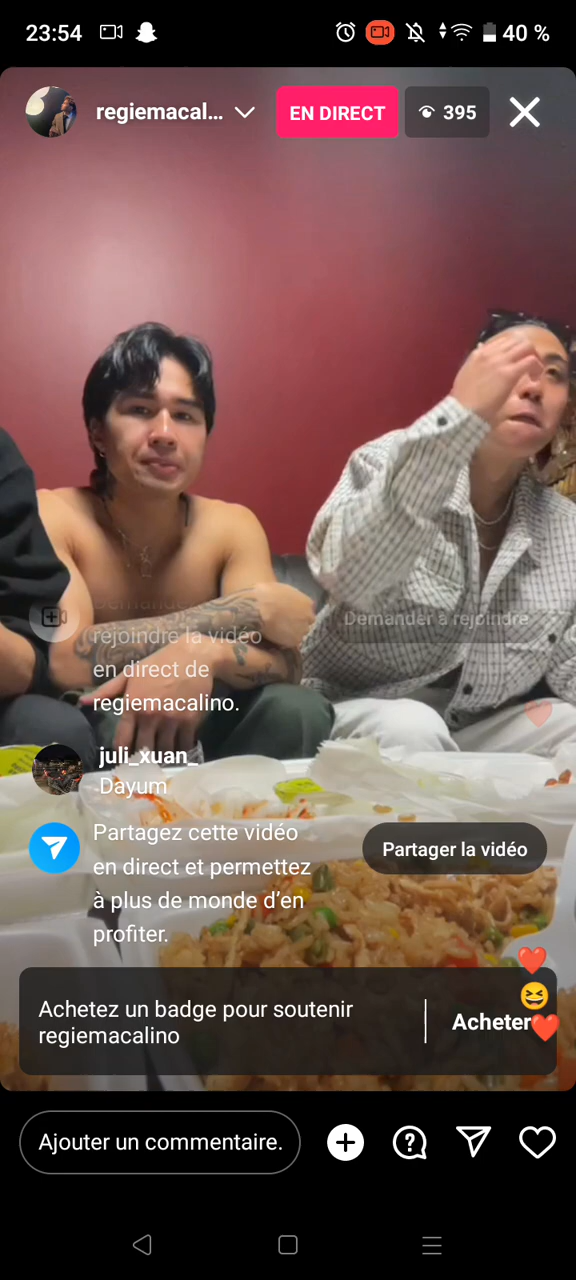 23:54
40 %
regiemacal...
EN DIRECT
395
Demander à rejoindre
rejoindre la vidéo
en direct de
regiemacalino.
juli_xuan_
Dayum
Partagez cette vidéo
en direct et permettez
à plus de monde d'en
profiter.
Partager la vidéo
Achetez un badge pour soutenir
regiemacalino
Acheter
Ajouter un commentaire.